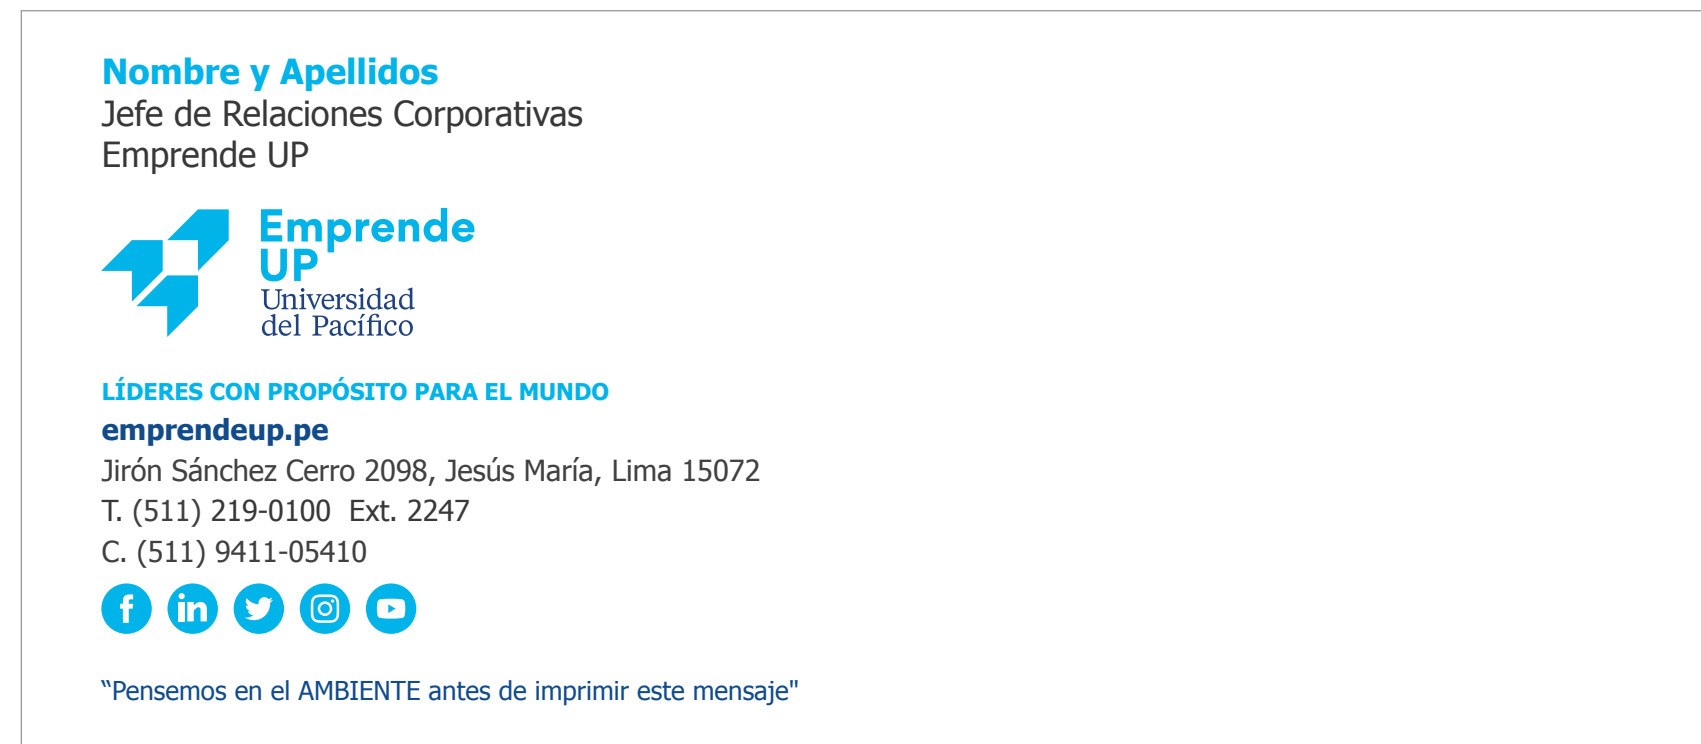 Nombre y Apellidos
Jefe de Relaciones Corporativas
Emprende UP
Emprende
UP
Universidad
del Pacífico
LÍDERES CON PROPÓSITO PARA EL MUNDO
emprendeup.pe
Jirón Sánchez Cerro 2098, Jesús María, Lima 15072
T. (511) 219-0100  Ext. 2247
C. (511) 9411-05410
“Pensemos en el AMBIENTE antes de imprimir este mensaje"